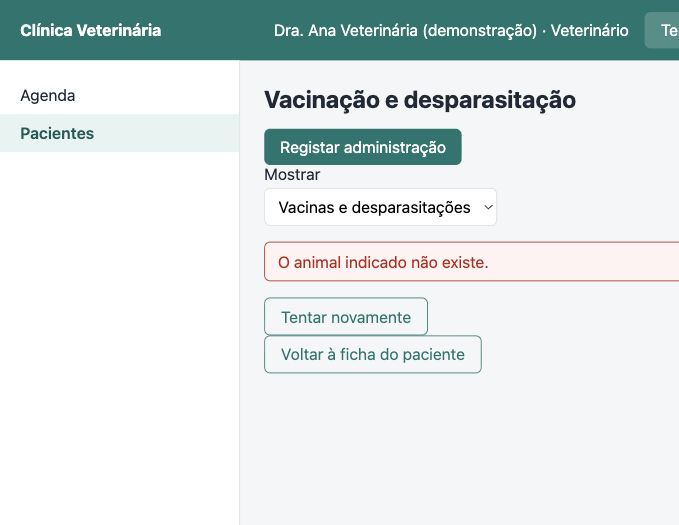 Clínica Veterinária
Dra. Ana Veterinária (demonstração) · Veterinário
Te
Agenda
Pacientes
Vacinação e desparasitação
Registar administração
Mostrar
Vacinas e desparasitações
O animal indicado não existe.
Tentar novamente
Voltar à ficha do paciente